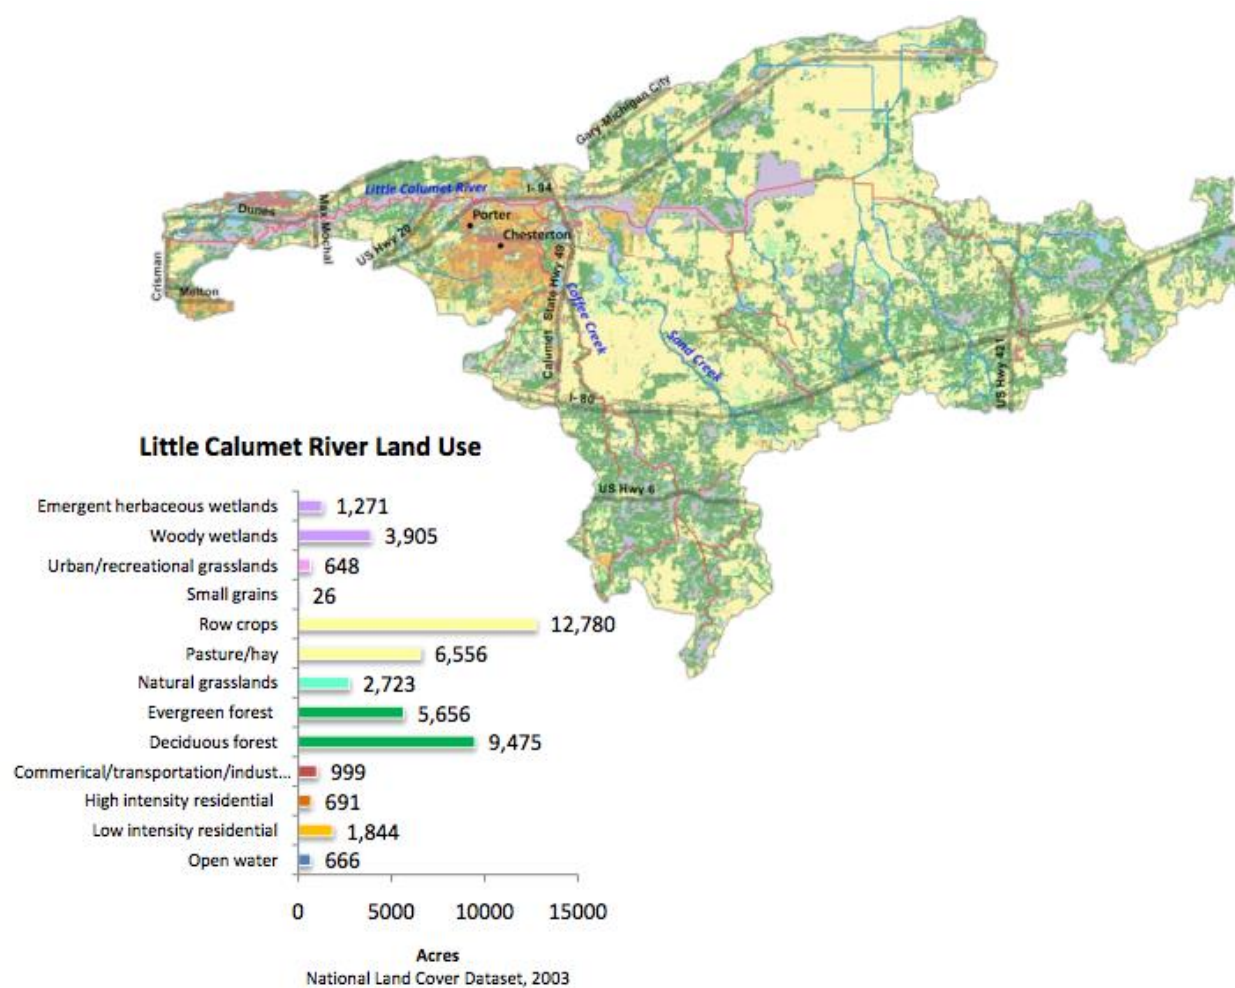 Gary-Michigan City
I-94
Little Calumet River
Dunes
Max Mochal
Porter
US Hwy 20
Chesterton
Crisman
Melton
Calumet
State Hwy 49
Coffee Creek
Sand Creek
US Hwy 421
I-80
US Hwy 6
Little Calumet River Land Use
Emergent herbaceous wetlands 1,271
Woody wetlands 3,905
Urban/recreational grasslands 648
Small grains 26
Row crops 12,780
Pasture/hay 6,556
Natural grasslands 2,723
Evergreen forest 5,656
Deciduous forest 9,475
Commerical/transportation/indust... 999
High intensity residential 691
Low intensity residential 1,844
Open water 666
0 5000 10000 15000
Acres
National Land Cover Dataset, 2003